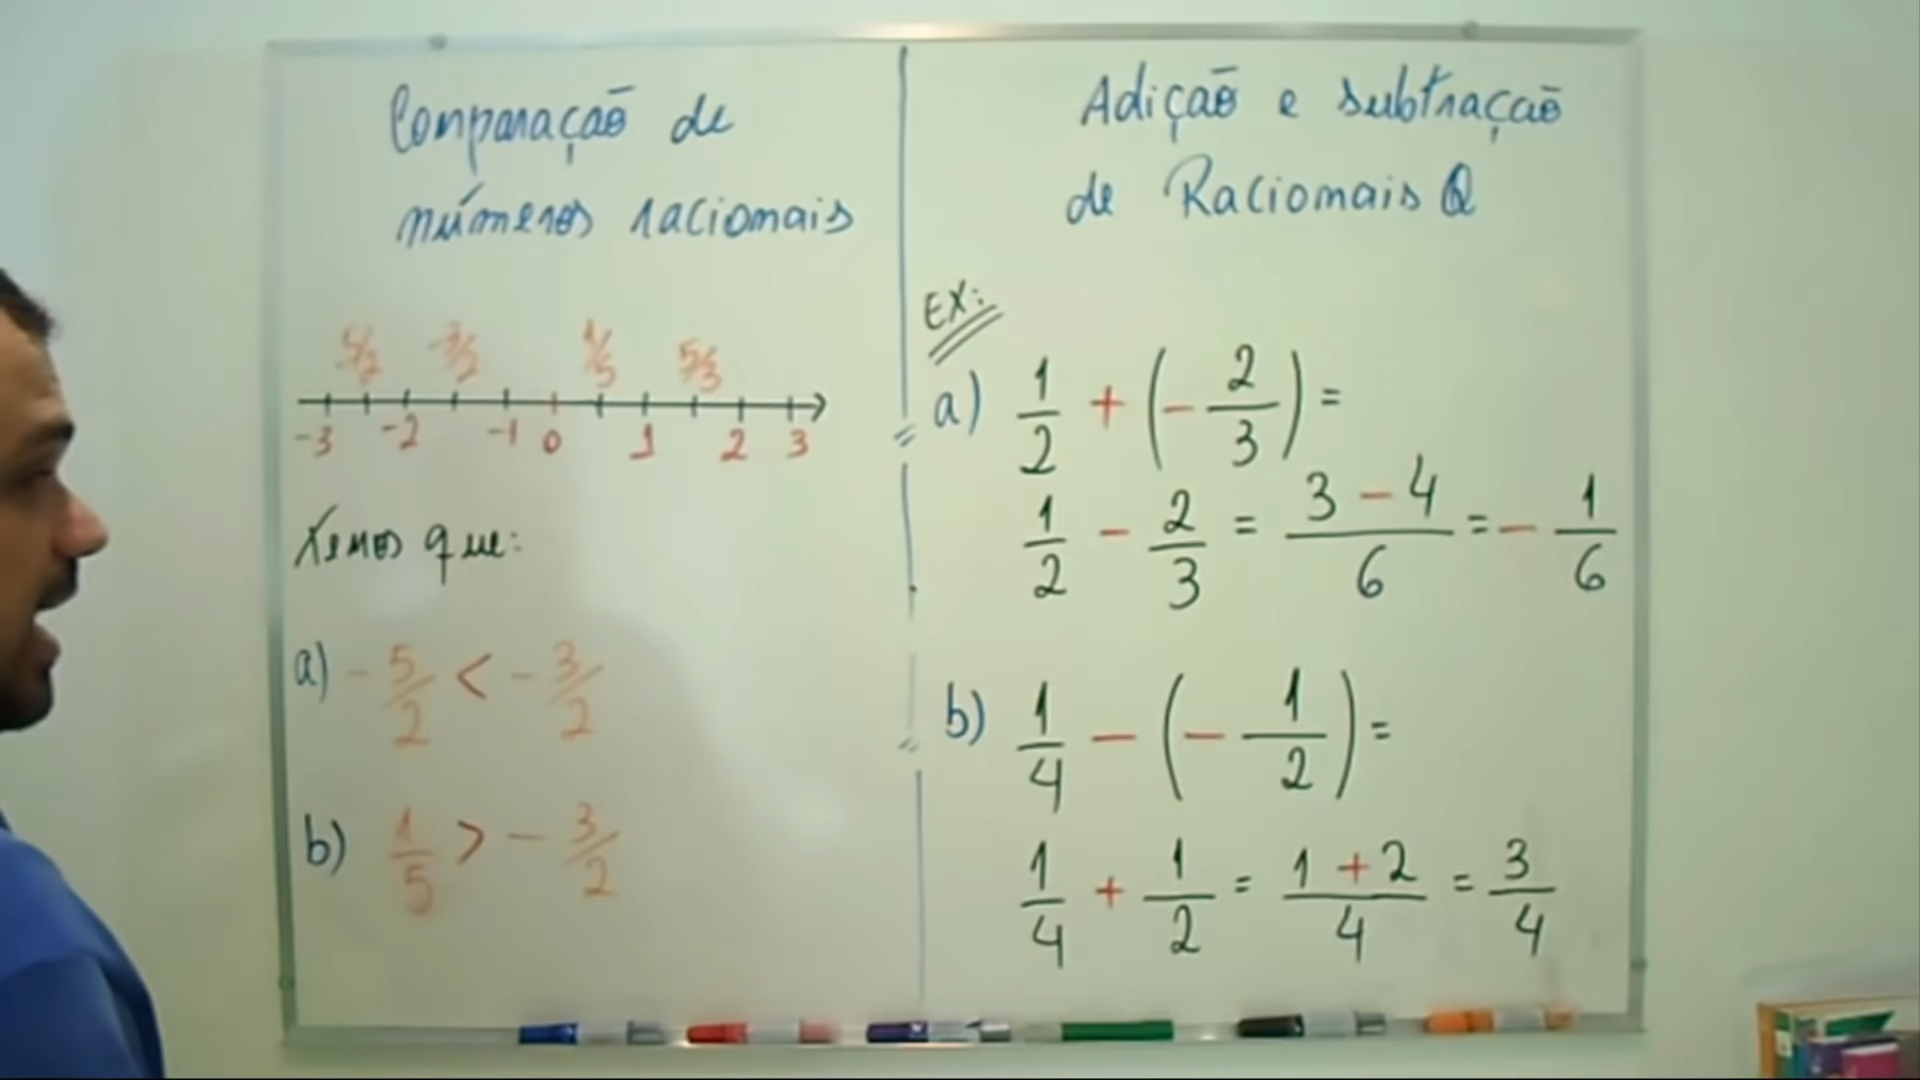 Comparação de
números racionais
-5/2 -3/2 1/5 5/3
-3 -2 -1 0 1 2 3
Temos que:
a) - 5/2 < - 3/2
b) 1/5 > - 3/2
Adição e subtração
de Racionais Q
EX:
a) 1/2 + (- 2/3) =
1/2 - 2/3 = 3 - 4/6 = - 1/6
b) 1/4 - (- 1/2) =
1/4 + 1/2 = 1 + 2/4 = 3/4